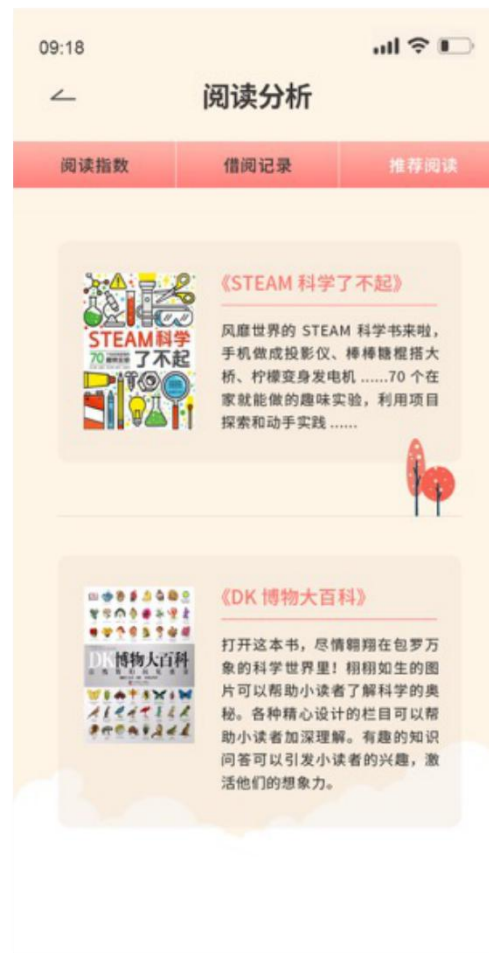 09:18
阅读分析
阅读指数
借阅记录
推荐阅读
STEAM科学
70
了不起
《STEAM 科学了不起》
风靡世界的 STEAM 科学书来啦，
手机做成投影仪、棒棒糖棍搭大
桥、柠檬变身发电机 ......70 个在
家就能做的趣味实验，利用项目
探索和动手实践 ......
DK博物大百科
《DK 博物大百科》
打开这本书，尽情翱翔在包罗万
象的科学世界里！栩栩如生的图
片可以帮助小读者了解科学的奥
秘。各种精心设计的栏目可以帮
助小读者加深理解。有趣的知识
问答可以引发小读者的兴趣，激
活他们的想象力。